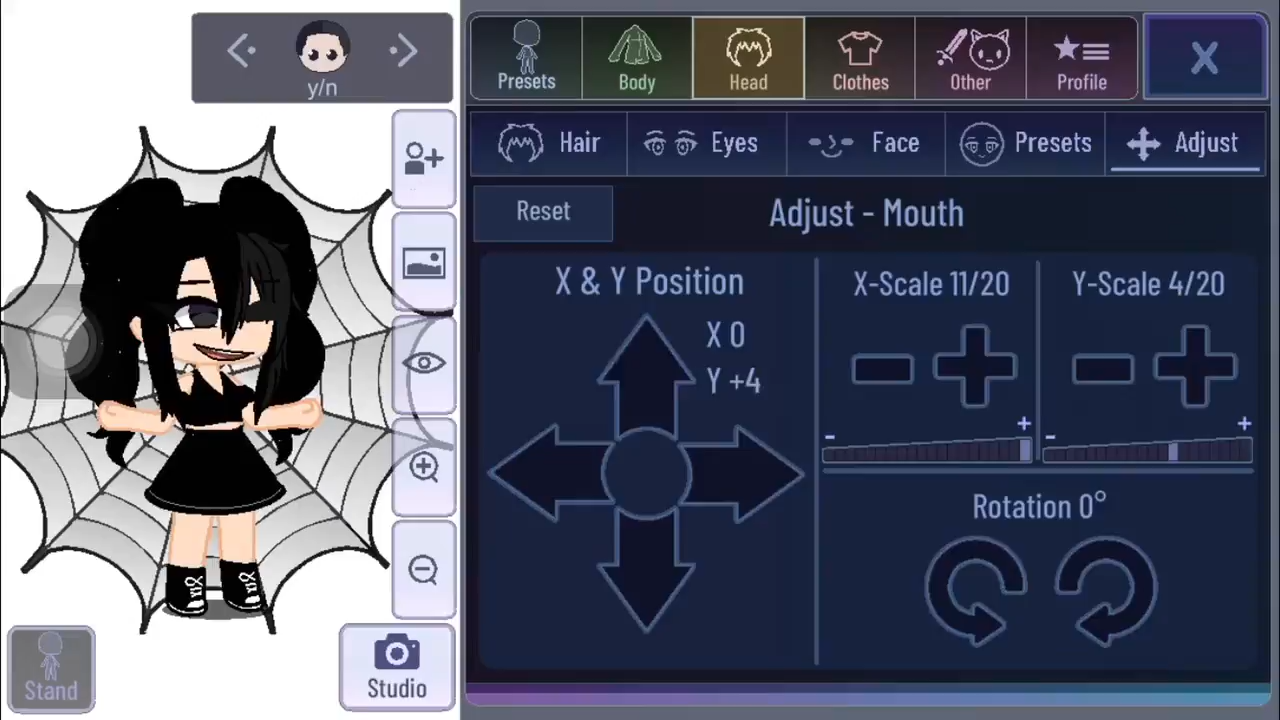 y/n
Presets
Body
Head
Clothes
Other
Profile
X
Hair
Eyes
Face
Presets
Adjust
Reset
Adjust - Mouth
X & Y Position
X 0
Y +4
X-Scale 11/20
Y-Scale 4/20
- +
- +
Rotation 0°
Stand
Studio